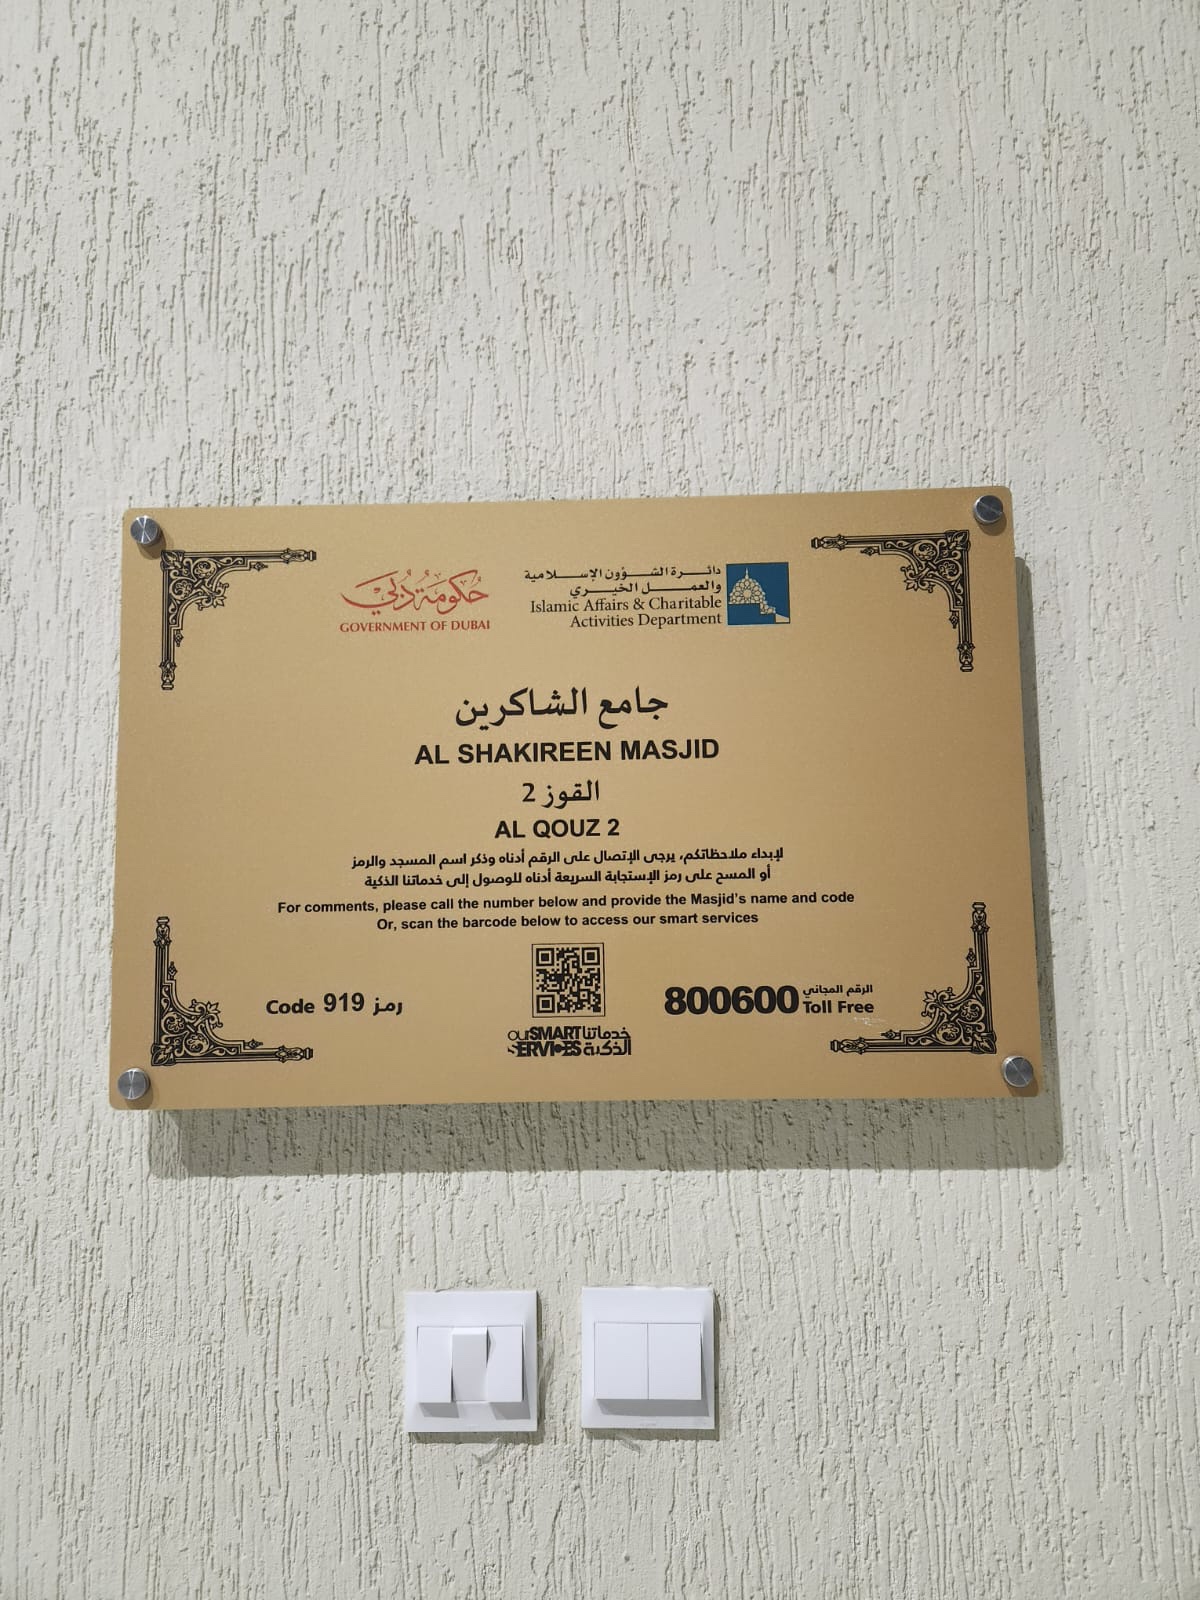 حكومة دبي
GOVERNMENT OF DUBAI
دائرة الشؤون الإسلامية
والعمل الخيري
Islamic Affairs & Charitable
Activities Department
جامع الشاكرين
AL SHAKIREEN MASJID
القوز 2
AL QOUZ 2
لإبداء ملاحظاتكم، يرجى الإتصال على الرقم أدناه وذكر اسم المسجد والرمز
أو المسح على رمز الإستجابة السريعة أدناه للوصول إلى خدماتنا الذكية
For comments, please call the number below and provide the Masjid's name and code
Or, scan the barcode below to access our smart services
Code 919 رمز
ourSMART خدماتنا
SERVICES الذكية
800600 الرقم المجاني
Toll Free